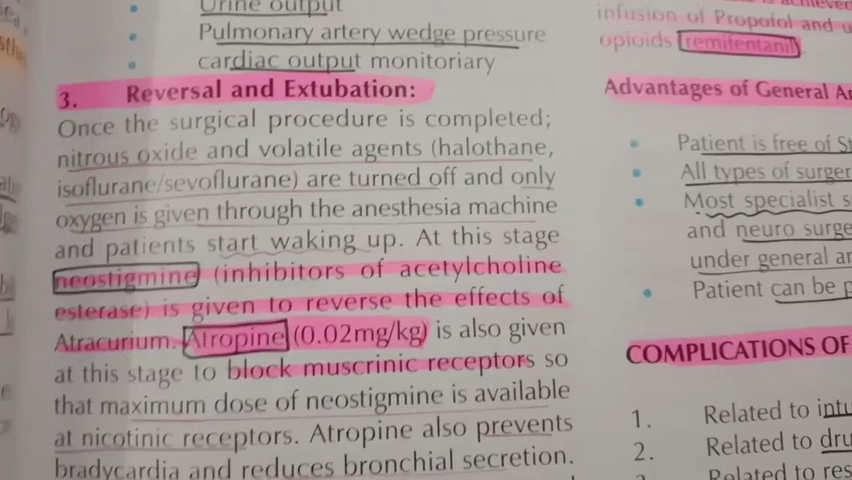 Urine output
Pulmonary artery wedge pressure
cardiac output monitoriary
3. Reversal and Extubation:
Once the surgical procedure is completed;
nitrous oxide and volatile agents (halothane,
isoflurane/sevoflurane) are turned off and only
oxygen is given through the anesthesia machine
and patients start waking up. At this stage
neostigmine (inhibitors of acetylcholine
esterase) is given to reverse the effects of
Atracurium. Atropine (0.02mg/kg) is also given
at this stage to block muscrinic receptors so
that maximum dose of neostigmine is available
at nicotinic receptors. Atropine also prevents
bradycardia and reduces bronchial secretion.
infusion of Propofol and
opioids remifentanil
Advantages of General
Patient is free of
All types of surger
Most specialist
and neuro surge
under general
Patient can be
COMPLICATIONS OF
1. Related to
2. Related to
Related to